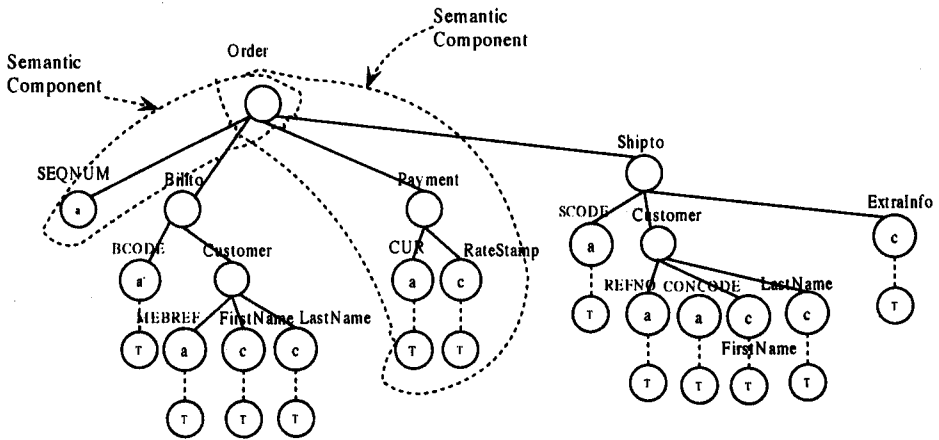 Semantic
Component
Order
Semantic
Component
Shipto
SEQNUM
Billto
Payment
ExtraInfo
SCODE
Customer
a
c
BCODE
Customer
CUR
RateStamp
a
a
a
c
REFNO
CONCODE
LastName
T
MEBREF
FirstName
LastName
a
a
c
c
T
a
c
c
T
T
T
FirstName
T
T
T
T
T
T
T